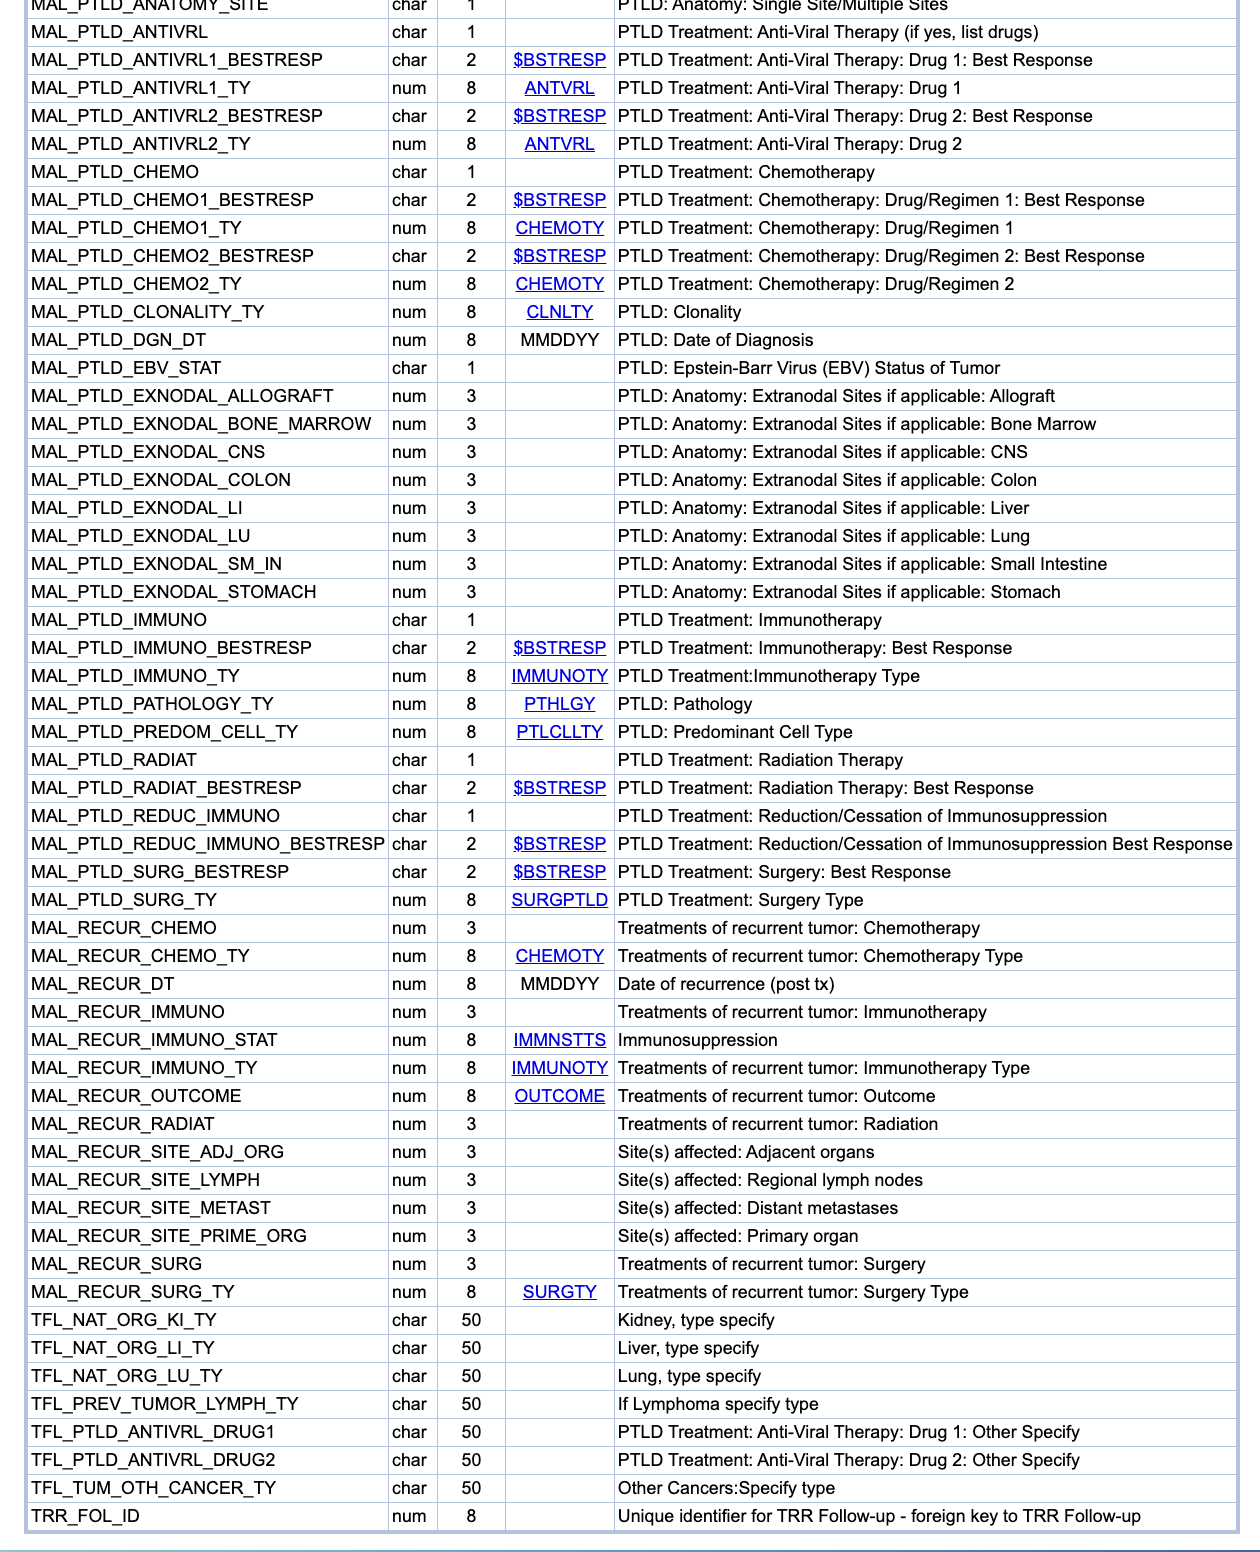 MAL_PTLD_ANATOMY_SITE char 1 PTLD: Anatomy: Single Site/Multiple Sites
MAL_PTLD_ANTIVRL char 1 PTLD Treatment: Anti-Viral Therapy (if yes, list drugs)
MAL_PTLD_ANTIVRL1_BESTRESP char 2 $BSTRESP PTLD Treatment: Anti-Viral Therapy: Drug 1: Best Response
MAL_PTLD_ANTIVRL1_TY num 8 ANTVRL PTLD Treatment: Anti-Viral Therapy: Drug 1
MAL_PTLD_ANTIVRL2_BESTRESP char 2 $BSTRESP PTLD Treatment: Anti-Viral Therapy: Drug 2: Best Response
MAL_PTLD_ANTIVRL2_TY num 8 ANTVRL PTLD Treatment: Anti-Viral Therapy: Drug 2
MAL_PTLD_CHEMO char 1 PTLD Treatment: Chemotherapy
MAL_PTLD_CHEMO1_BESTRESP char 2 $BSTRESP PTLD Treatment: Chemotherapy: Drug/Regimen 1: Best Response
MAL_PTLD_CHEMO1_TY num 8 CHEMOTY PTLD Treatment: Chemotherapy: Drug/Regimen 1
MAL_PTLD_CHEMO2_BESTRESP char 2 $BSTRESP PTLD Treatment: Chemotherapy: Drug/Regimen 2: Best Response
MAL_PTLD_CHEMO2_TY num 8 CHEMOTY PTLD Treatment: Chemotherapy: Drug/Regimen 2
MAL_PTLD_CLONALITY_TY num 8 CLNLTY PTLD: Clonality
MAL_PTLD_DGN_DT num 8 MMDDYY PTLD: Date of Diagnosis
MAL_PTLD_EBV_STAT char 1 PTLD: Epstein-Barr Virus (EBV) Status of Tumor
MAL_PTLD_EXNODAL_ALLOGRAFT num 3 PTLD: Anatomy: Extranodal Sites if applicable: Allograft
MAL_PTLD_EXNODAL_BONE_MARROW num 3 PTLD: Anatomy: Extranodal Sites if applicable: Bone Marrow
MAL_PTLD_EXNODAL_CNS num 3 PTLD: Anatomy: Extranodal Sites if applicable: CNS
MAL_PTLD_EXNODAL_COLON num 3 PTLD: Anatomy: Extranodal Sites if applicable: Colon
MAL_PTLD_EXNODAL_LI num 3 PTLD: Anatomy: Extranodal Sites if applicable: Liver
MAL_PTLD_EXNODAL_LU num 3 PTLD: Anatomy: Extranodal Sites if applicable: Lung
MAL_PTLD_EXNODAL_SM_IN num 3 PTLD: Anatomy: Extranodal Sites if applicable: Small Intestine
MAL_PTLD_EXNODAL_STOMACH num 3 PTLD: Anatomy: Extranodal Sites if applicable: Stomach
MAL_PTLD_IMMUNO char 1 PTLD Treatment: Immunotherapy
MAL_PTLD_IMMUNO_BESTRESP char 2 $BSTRESP PTLD Treatment: Immunotherapy: Best Response
MAL_PTLD_IMMUNO_TY num 8 IMMUNOTY PTLD Treatment:Immunotherapy Type
MAL_PTLD_PATHOLOGY_TY num 8 PTHLGY PTLD: Pathology
MAL_PTLD_PREDOM_CELL_TY num 8 PTLCLLTY PTLD: Predominant Cell Type
MAL_PTLD_RADIAT char 1 PTLD Treatment: Radiation Therapy
MAL_PTLD_RADIAT_BESTRESP char 2 $BSTRESP PTLD Treatment: Radiation Therapy: Best Response
MAL_PTLD_REDUC_IMMUNO char 1 PTLD Treatment: Reduction/Cessation of Immunosuppression
MAL_PTLD_REDUC_IMMUNO_BESTRESP char 2 $BSTRESP PTLD Treatment: Reduction/Cessation of Immunosuppression Best Response
MAL_PTLD_SURG_BESTRESP char 2 $BSTRESP PTLD Treatment: Surgery: Best Response
MAL_PTLD_SURG_TY num 8 SURGPTLD PTLD Treatment: Surgery Type
MAL_RECUR_CHEMO num 3 Treatments of recurrent tumor: Chemotherapy
MAL_RECUR_CHEMO_TY num 8 CHEMOTY Treatments of recurrent tumor: Chemotherapy Type
MAL_RECUR_DT num 8 MMDDYY Date of recurrence (post tx)
MAL_RECUR_IMMUNO num 3 Treatments of recurrent tumor: Immunotherapy
MAL_RECUR_IMMUNO_STAT num 8 IMMNSTTS Immunosuppression
MAL_RECUR_IMMUNO_TY num 8 IMMUNOTY Treatments of recurrent tumor: Immunotherapy Type
MAL_RECUR_OUTCOME num 8 OUTCOME Treatments of recurrent tumor: Outcome
MAL_RECUR_RADIAT num 3 Treatments of recurrent tumor: Radiation
MAL_RECUR_SITE_ADJ_ORG num 3 Site(s) affected: Adjacent organs
MAL_RECUR_SITE_LYMPH num 3 Site(s) affected: Regional lymph nodes
MAL_RECUR_SITE_METAST num 3 Site(s) affected: Distant metastases
MAL_RECUR_SITE_PRIME_ORG num 3 Site(s) affected: Primary organ
MAL_RECUR_SURG num 3 Treatments of recurrent tumor: Surgery
MAL_RECUR_SURG_TY num 8 SURGTY Treatments of recurrent tumor: Surgery Type
TFL_NAT_ORG_KI_TY char 50 Kidney, type specify
TFL_NAT_ORG_LI_TY char 50 Liver, type specify
TFL_NAT_ORG_LU_TY char 50 Lung, type specify
TFL_PREV_TUMOR_LYMPH_TY char 50 If Lymphoma specify type
TFL_PTLD_ANTIVRL_DRUG1 char 50 PTLD Treatment: Anti-Viral Therapy: Drug 1: Other Specify
TFL_PTLD_ANTIVRL_DRUG2 char 50 PTLD Treatment: Anti-Viral Therapy: Drug 2: Other Specify
TFL_TUM_OTH_CANCER_TY char 50 Other Cancers:Specify type
TRR_FOL_ID num 8 Unique identifier for TRR Follow-up - foreign key to TRR Follow-up